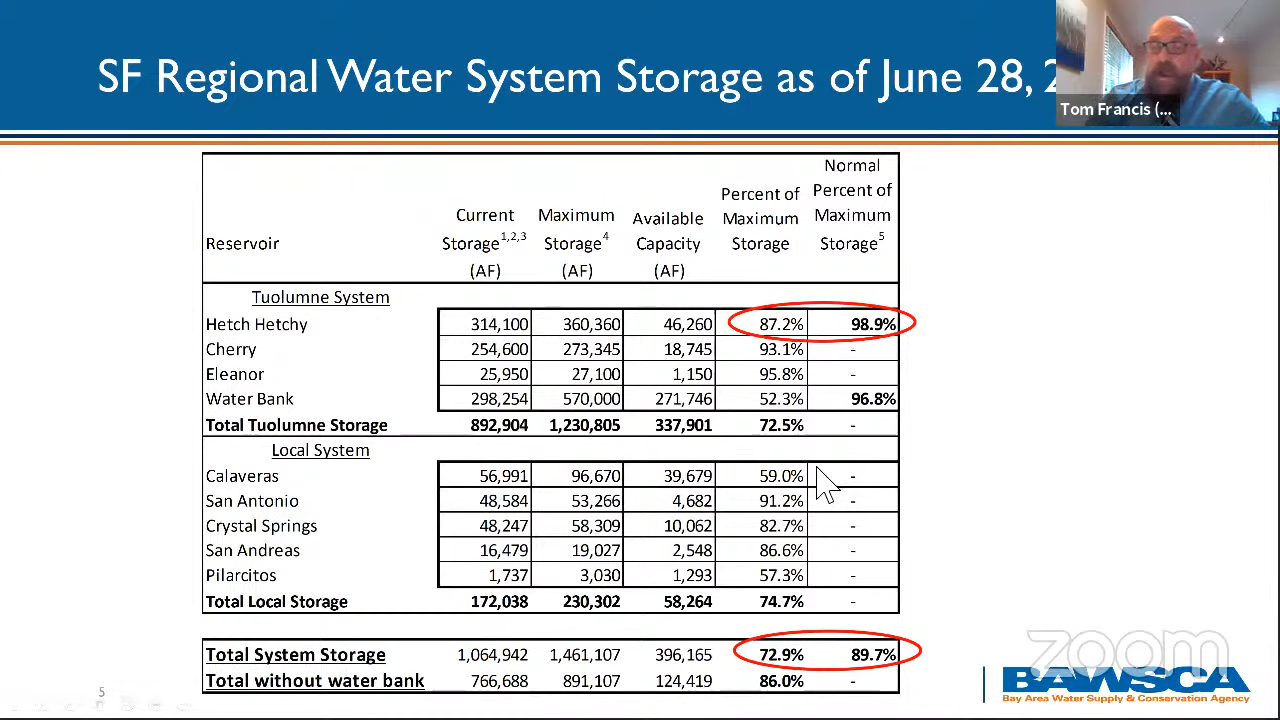 SF Regional Water System Storage as of June 28, 2
Tom Francis (...
Reservoir Current Storage1,2,3 (AF) Maximum Storage4 (AF) Available Capacity (AF) Percent of Maximum Storage Normal Percent of Maximum Storage5
Tuolumne System
Hetch Hetchy 314,100 360,360 46,260 87.2% 98.9%
Cherry 254,600 273,345 18,745 93.1% -
Eleanor 25,950 27,100 1,150 95.8% -
Water Bank 298,254 570,000 271,746 52.3% 96.8%
Total Tuolumne Storage 892,904 1,230,805 337,901 72.5% -
Local System
Calaveras 56,991 96,670 39,679 59.0% -
San Antonio 48,584 53,266 4,682 91.2% -
Crystal Springs 48,247 58,309 10,062 82.7% -
San Andreas 16,479 19,027 2,548 86.6% -
Pilarcitos 1,737 3,030 1,293 57.3% -
Total Local Storage 172,038 230,302 58,264 74.7% -
Total System Storage 1,064,942 1,461,107 396,165 72.9% 89.7%
Total without water bank 766,688 891,107 124,419 86.0% -
5
zoom
BAWSCA
Bay Area Water Supply & Conservation Agency